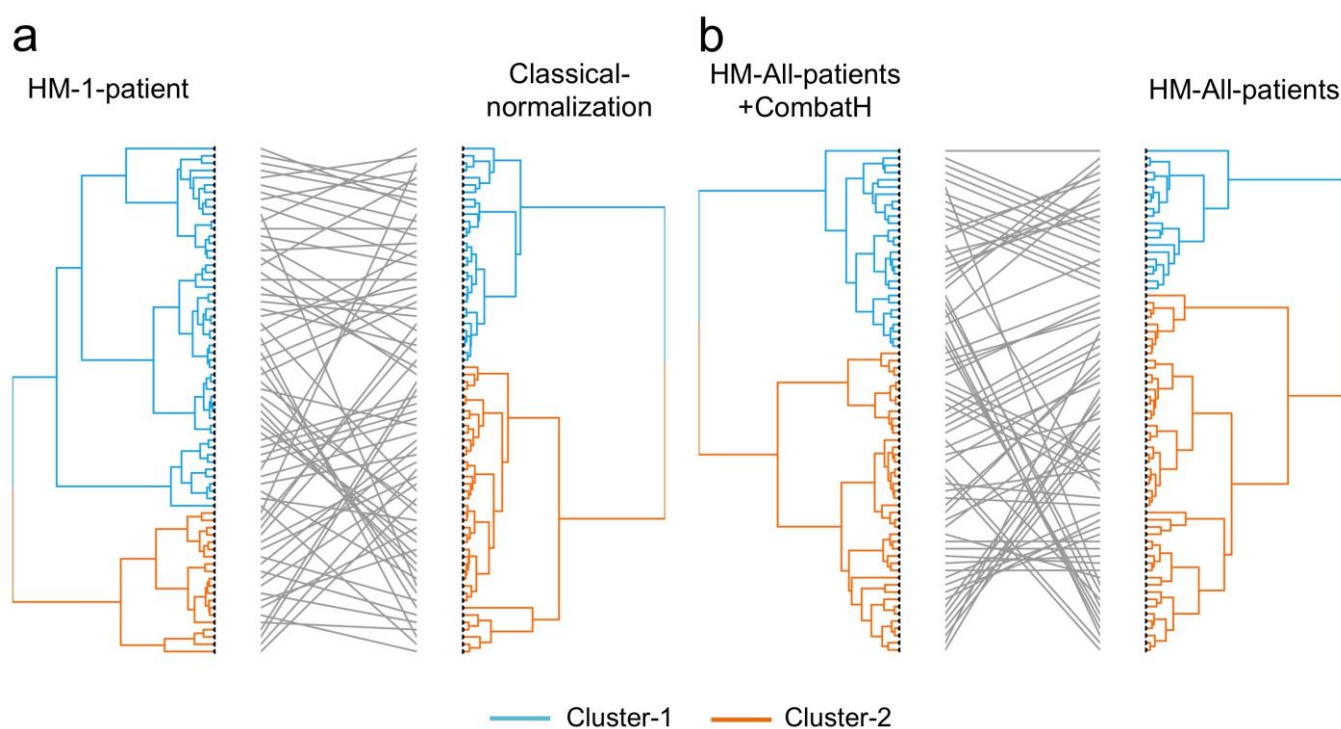 a
HM-1-patient
Classical-
normalization
b
HM-All-patients
+CombatH
HM-All-patients
Cluster-1
Cluster-2